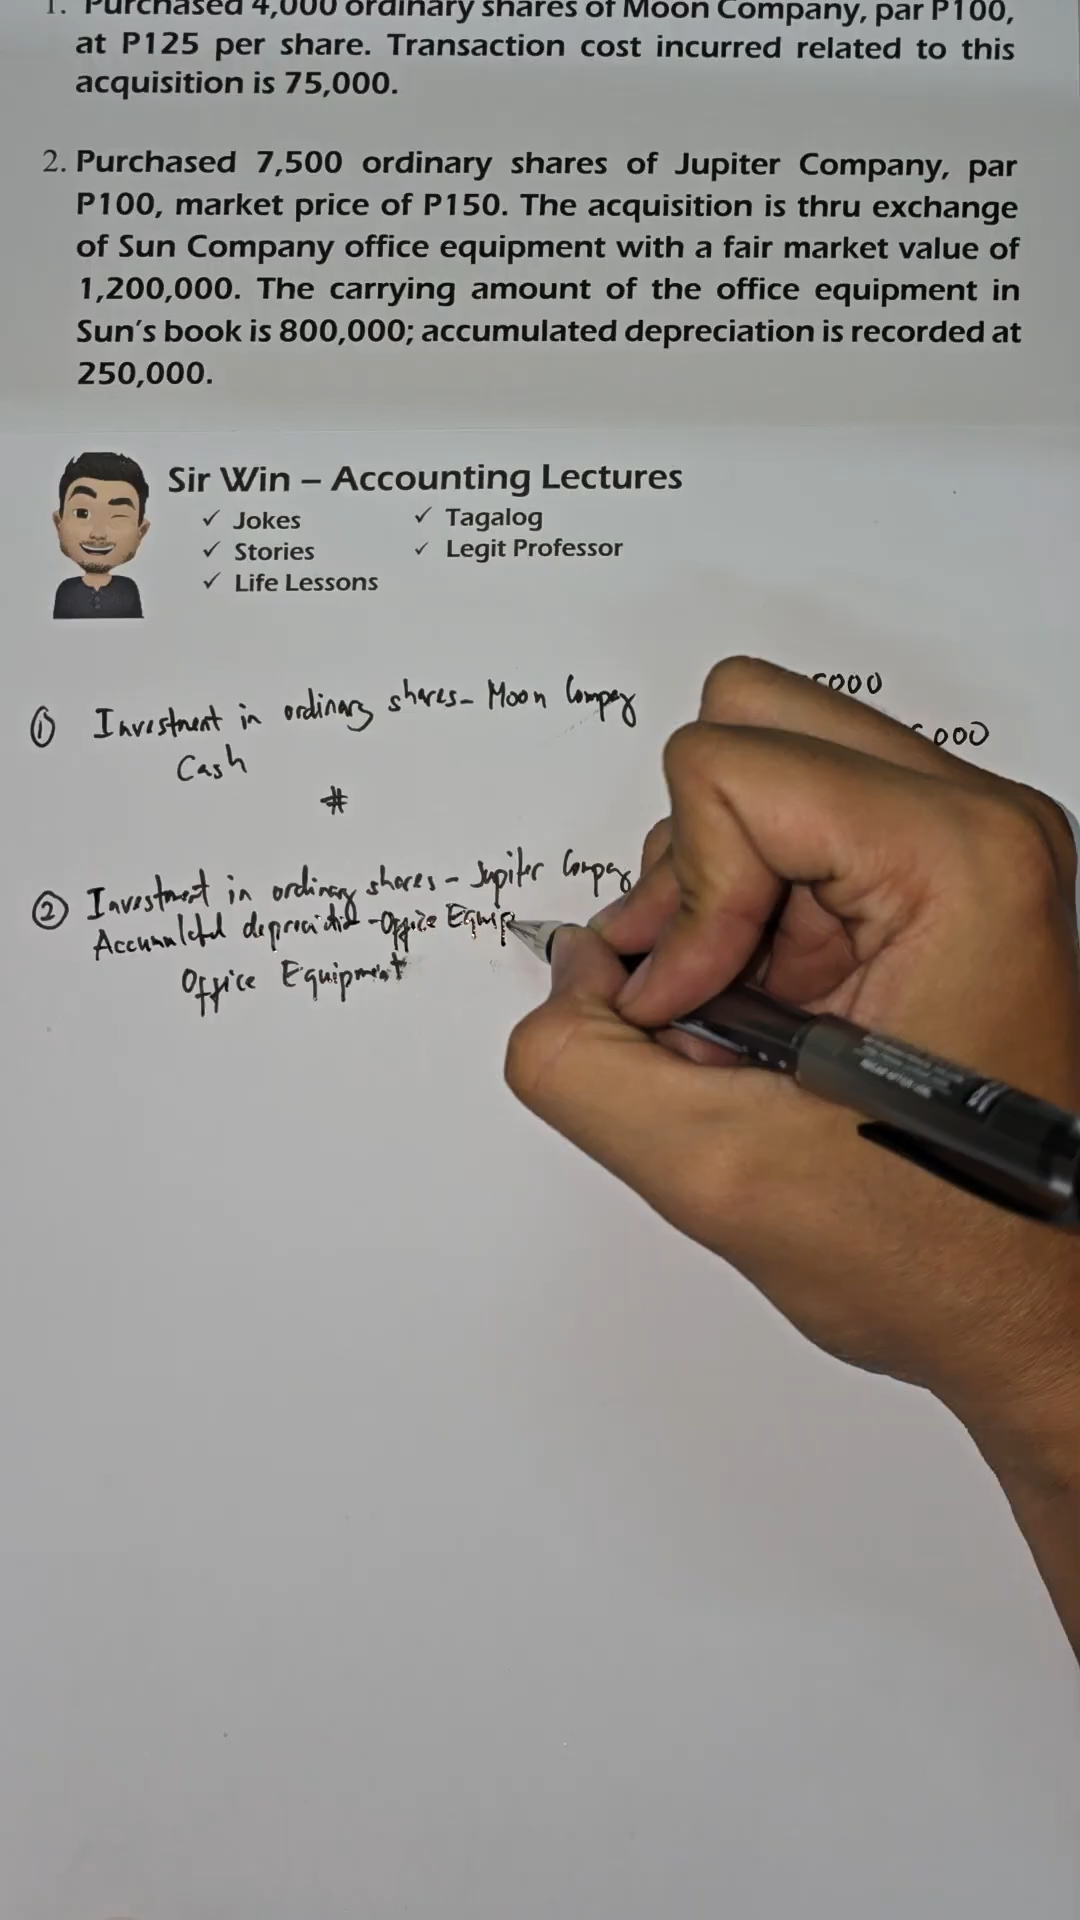 1. Purchased 4,000 ordinary shares of Moon Company, par P100,
at P125 per share. Transaction cost incurred related to this
acquisition is 75,000.
2. Purchased 7,500 ordinary shares of Jupiter Company, par
P100, market price of P150. The acquisition is thru exchange
of Sun Company office equipment with a fair market value of
1,200,000. The carrying amount of the office equipment in
Sun's book is 800,000; accumulated depreciation is recorded at
250,000.
Sir Win – Accounting Lectures
✓ Jokes ✓ Tagalog
✓ Stories ✓ Legit Professor
✓ Life Lessons
① Investment in ordinary shares - Moon Company 000
Cash 000
#
② Investment in ordinary shares - Jupiter Company
Accumulated depreciation - Office Equip
Office Equipment